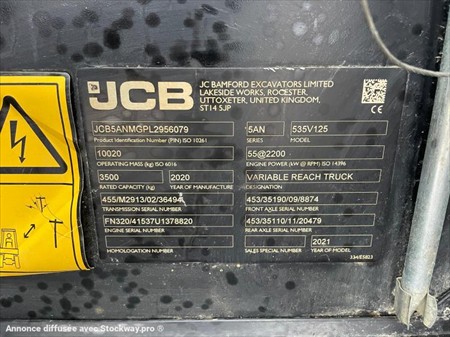 JCB
JC BAMFORD EXCAVATORS LIMITED
LAKESIDE WORKS, ROCESTER,
UTTOXETER, UNITED KINGDOM,
ST14 5JP
JCB5ANMGPL2956079 5AN 535V125
Product Identification Number (PIN) ISO 10261 SERIES MODEL
10020 55@2200
OPERATING MASS (kg) ISO 6016 ENGINE POWER (kW @ RPM) ISO 14396
3500 2020 VARIABLE REACH TRUCK
RATED CAPACITY (kg) YEAR OF MANUFACTURE DESIGNATION
455/M2913/02/36494 453/35190/09/8874
TRANSMISSION SERIAL NUMBER FRONT AXLE SERIAL NUMBER
FN320/41537U1378820 453/35110/11/20479
ENGINE SERIAL NUMBER REAR AXLE SERIAL NUMBER
2021
HOMOLOGATION NUMBER SALES SPECIAL NUMBER YEAR OF MODEL
334/E5823
Annonce diffusée avec Stockway.pro ®